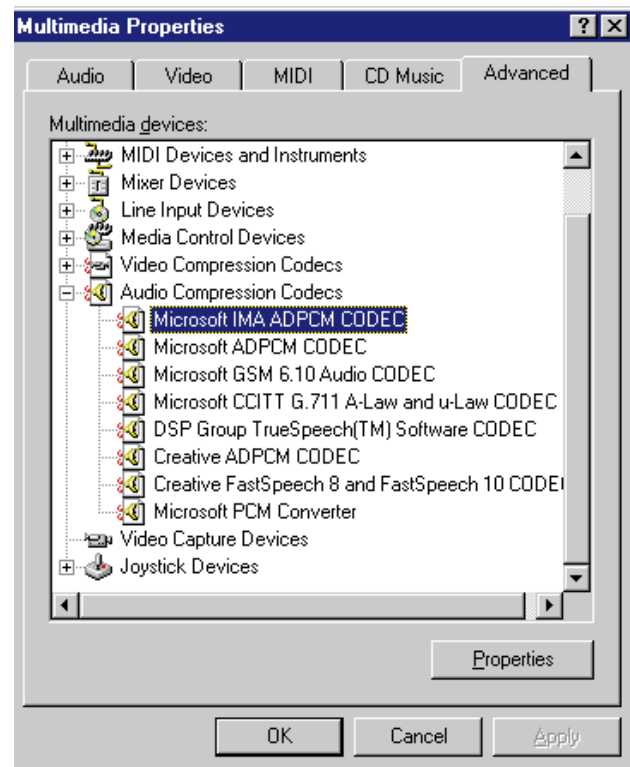 Multimedia Properties
Audio Video MIDI CD Music Advanced
Multimedia devices:
MIDI Devices and Instruments
Mixer Devices
Line Input Devices
Media Control Devices
Video Compression Codecs
Audio Compression Codecs
Microsoft IMA ADPCM CODEC
Microsoft ADPCM CODEC
Microsoft GSM 6.10 Audio CODEC
Microsoft CCITT G.711 A-Law and u-Law CODEC
DSP Group TrueSpeech(TM) Software CODEC
Creative ADPCM CODEC
Creative FastSpeech 8 and FastSpeech 10 CODE
Microsoft PCM Converter
Video Capture Devices
Joystick Devices
Properties
OK Cancel Apply